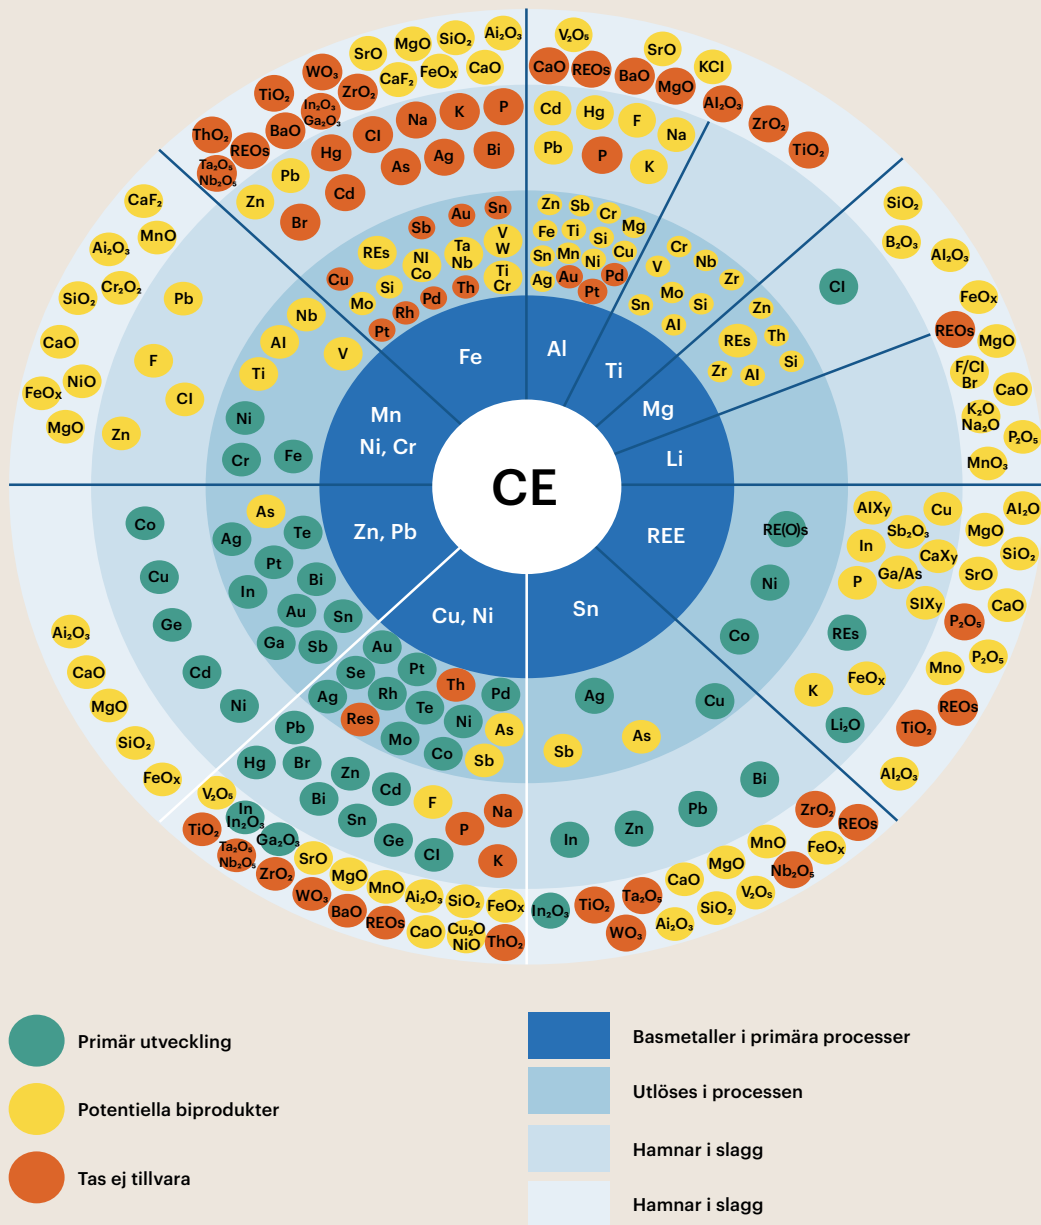 CE
Fe
Al
Ti
Mg
Li
REE
Sn
Cu, Ni
Zn, Pb
Mn
Ni, Cr
Ai₂O₃
SiO₂
MgO
SrO
CaO
FeOx
CaF₂
WO₃
ZrO₂
TiO₂
In₂O₃
Ga₂O₃
BaO
ThO₂
REOs
Ta₂O₅
Nb₂O₅
P
K
Na
CI
Hg
Bi
Ag
As
Cd
Pb
Zn
Br
Sn
Au
Sb
REs
V
W
Ta
Nb
NI
Co
Ti
Cr
Cu
Si
Mo
Th
Pd
Rh
Pt
V₂O₅
SrO
KCI
CaO
REOs
BaO
MgO
Al₂O₃
ZrO₂
TiO₂
Cd
Hg
F
Na
Pb
P
K
Zn
Sb
Cr
Mg
Fe
Ti
Si
Cu
Sn
Mn
Ni
Ag
Au
Pd
Pt
Cr
Nb
Zr
V
Mo
Si
Sn
Al
Zn
Th
REs
Si
Zr
Al
CI
SiO₂
B₂O₃
Al₂O₃
FeOx
REOs
MgO
F/CI
Br
CaO
K₂O
Na₂O
P₂O₅
MnO₃
RE(O)s
Ni
Co
AIXy
Cu
Sb₂O₃
In
CaXy
Ga/As
P
SIXy
REs
FeOx
K
Li₂O
Al₂O
MgO
SiO₂
SrO
CaO
P₂O₅
P₂O₅
Mno
REOs
TiO₂
Al₂O₃
Ag
Cu
As
Sb
Bi
Pb
Zn
In
ZrO₂
REOs
MnO
FeOx
MgO
Nb₂O₅
CaO
V₂O₅
Ta₂O₅
SiO₂
TiO₂
Ai₂O₃
In₂O₃
WO₃
Au
Se
Pt
Th
Pd
Ag
Rh
Te
Ni
As
Res
Mo
Co
Sb
Pb
Hg
Br
Zn
Cd
F
Na
Bi
Sn
P
Ge
CI
K
V₂O₅
In
In₂O₃
TiO₂
Ga₂O₃
Ta₂O₅
Nb₂O₅
SrO
ZrO₂
MgO
MnO
WO₃
Ai₂O₃
SiO₂
FeOx
BaO
REOs
CaO
Cu₂O
NiO
ThO₂
As
Te
Ag
Pt
Bi
In
Au
Sn
Ga
Sb
Co
Cu
Ge
Cd
Ni
Ai₂O₃
CaO
MgO
SiO₂
FeOx
Nb
Al
V
Ti
Ni
Cr
Fe
Pb
F
CI
Zn
CaF₂
MnO
Ai₂O₃
Cr₂O₂
SiO₂
CaO
NiO
FeOx
MgO
Primär utveckling
Potentiella biprodukter
Tas ej tillvara
Basmetaller i primära processer
Utlöses i processen
Hamnar i slagg
Hamnar i slagg